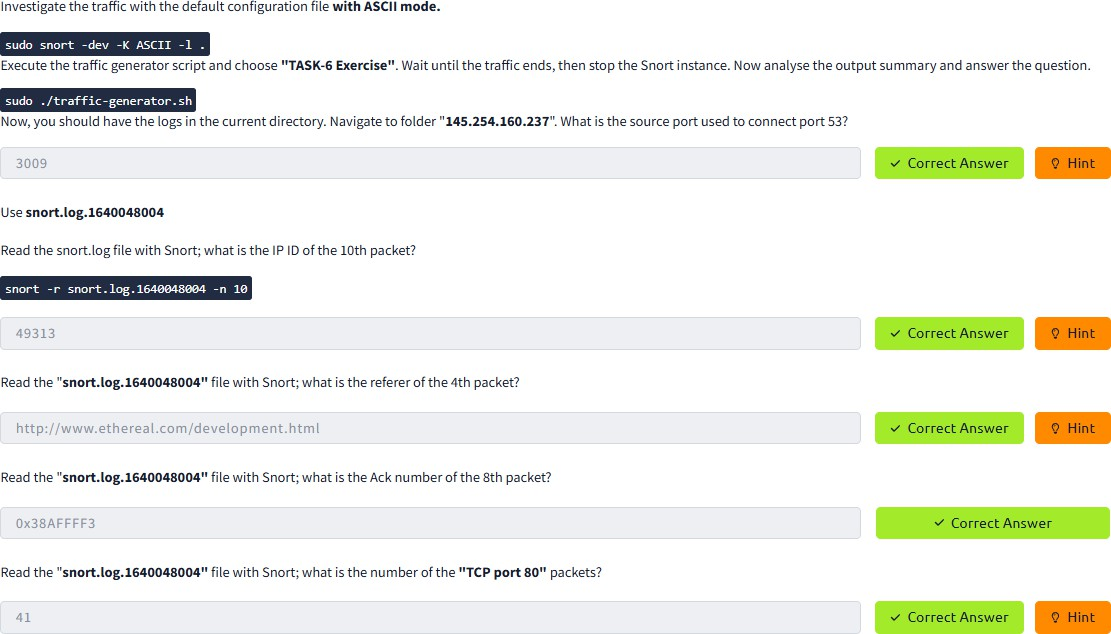 Investigate the traffic with the default configuration file with ASCII mode.
sudo snort -dev -K ASCII -l .
Execute the traffic generator script and choose "TASK-6 Exercise". Wait until the traffic ends, then stop the Snort instance. Now analyse the output summary and answer the question.
sudo ./traffic-generator.sh
Now, you should have the logs in the current directory. Navigate to folder "145.254.160.237". What is the source port used to connect port 53?
3009 Correct Answer Hint
Use snort.log.1640048004
Read the snort.log file with Snort; what is the IP ID of the 10th packet?
snort -r snort.log.1640048004 -n 10
49313 Correct Answer Hint
Read the "snort.log.1640048004" file with Snort; what is the referer of the 4th packet?
http://www.ethereal.com/development.html Correct Answer Hint
Read the "snort.log.1640048004" file with Snort; what is the Ack number of the 8th packet?
0x38AFFFF3 Correct Answer
Read the "snort.log.1640048004" file with Snort; what is the number of the "TCP port 80" packets?
41 Correct Answer Hint